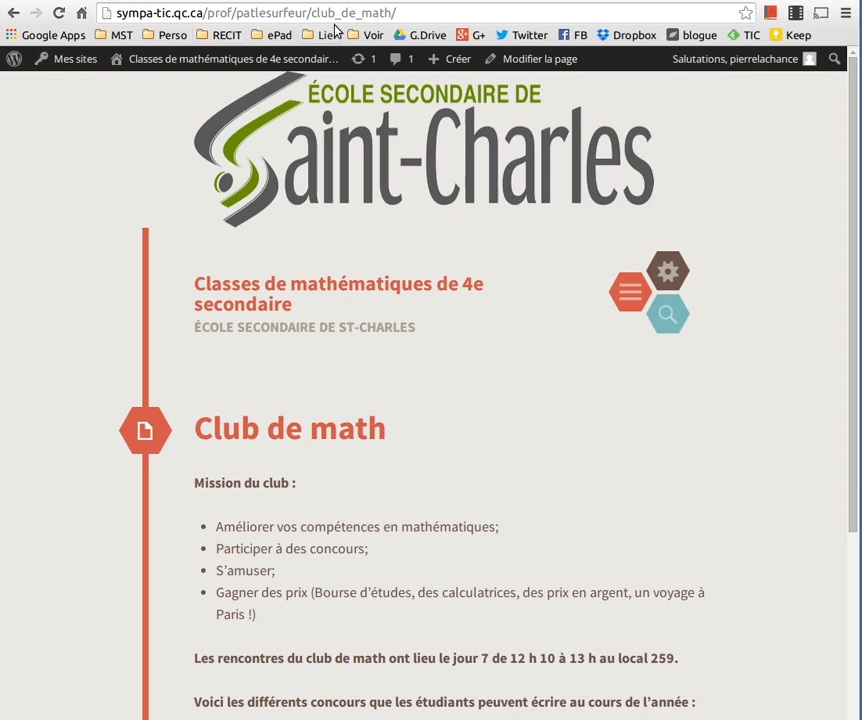 sympa-tic.qc.ca/prof/patlesurfeur/club_de_math/
Google Apps MST Perso RECIT ePad Lie Voir G.Drive G+ Twitter FB Dropbox blogue TIC Keep
Mes sites Classes de mathématiques de 4e secondair... 1 1 Créer Modifier la page Salutations, pierrelachance
ÉCOLE SECONDAIRE DE
Saint-Charles
Classes de mathématiques de 4e
secondaire
ÉCOLE SECONDAIRE DE ST-CHARLES
Club de math
Mission du club :
• Améliorer vos compétences en mathématiques;
• Participer à des concours;
• S’amuser;
• Gagner des prix (Bourse d’études, des calculatrices, des prix en argent, un voyage à
Paris !)
Les rencontres du club de math ont lieu le jour 7 de 12 h 10 à 13 h au local 259.
Voici les différents concours que les étudiants peuvent écrire au cours de l’année :